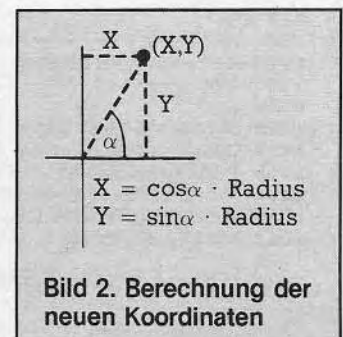 X
(X,Y)
Y
α
X = cosα · Radius
Y = sinα · Radius
Bild 2. Berechnung der
neuen Koordinaten